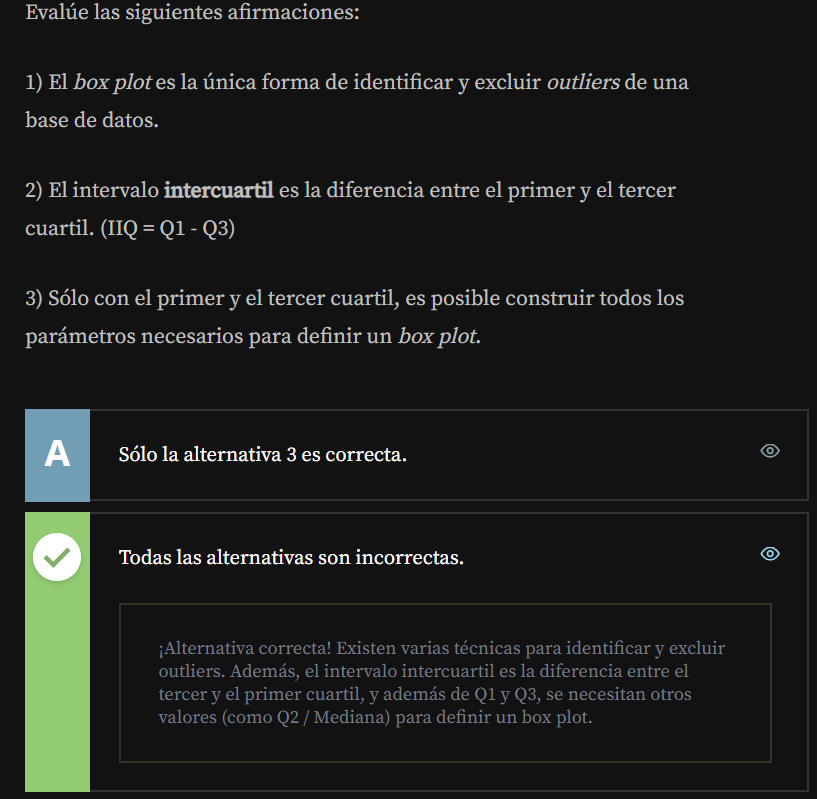 Evalúe las siguientes afirmaciones:
1) El box plot es la única forma de identificar y excluir outliers de una
base de datos.
2) El intervalo intercuartil es la diferencia entre el primer y el tercer
cuartil. (IIQ = Q1 - Q3)
3) Sólo con el primer y el tercer cuartil, es posible construir todos los
parámetros necesarios para definir un box plot.
A
Sólo la alternativa 3 es correcta.
Todas las alternativas son incorrectas.
¡Alternativa correcta! Existen varias técnicas para identificar y excluir
outliers. Además, el intervalo intercuartil es la diferencia entre el
tercer y el primer cuartil, y además de Q1 y Q3, se necesitan otros
valores (como Q2 / Mediana) para definir un box plot.